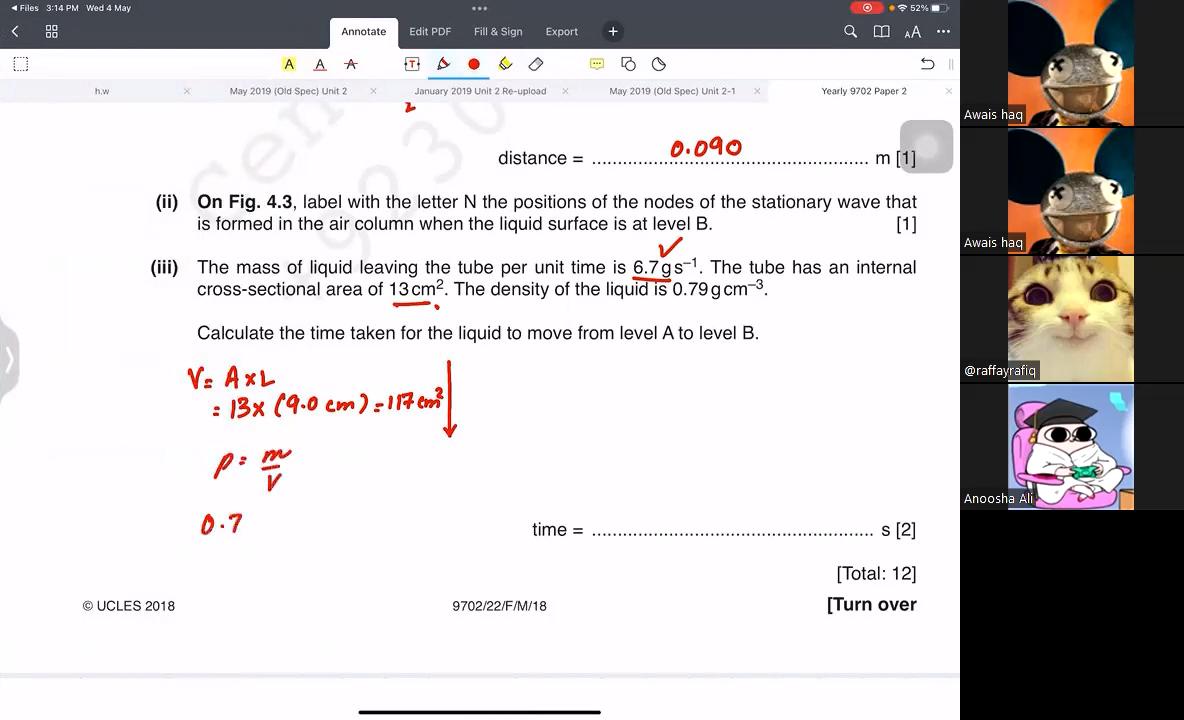 Files 3:14 PM Wed 4 May 52%
Annotate Edit PDF Fill & Sign Export
A A A T AA
h.w May 2019 (Old Spec) Unit 2 January 2019 Unit 2 Re-upload May 2019 (Old Spec) Unit 2-1 Yearly 9702 Paper 2
2
distance = ........ 0.090 ........ m [1]
(ii) On Fig. 4.3, label with the letter N the positions of the nodes of the stationary wave that
is formed in the air column when the liquid surface is at level B. [1]
(iii) The mass of liquid leaving the tube per unit time is 6.7 g s⁻¹. The tube has an internal
cross-sectional area of 13 cm². The density of the liquid is 0.79 g cm⁻³.
Calculate the time taken for the liquid to move from level A to level B.
V = A × L
= 13 × (9.0 cm) = 117 cm²
ρ = m/V
0.7
time = ........ s [2]
[Total: 12]
© UCLES 2018 9702/22/F/M/18 [Turn over
Awais haq
Awais haq
@raffayrafiq
Anoosha Ali